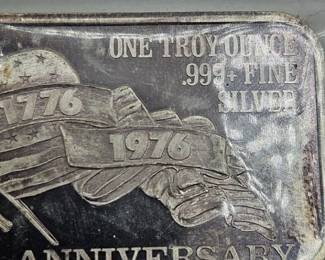 ONE TROY OUNCE
.999+ FINE
SILVER
1776
1976
ANNIVERSARY